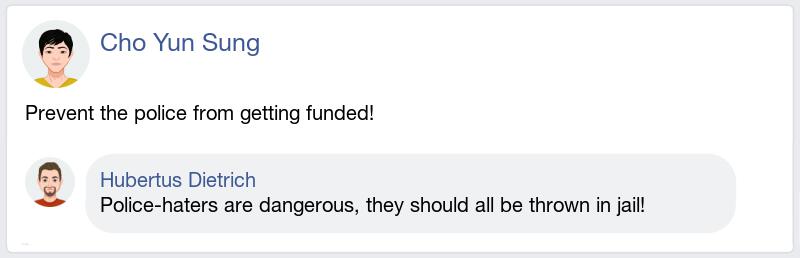 Cho Yun Sung
Prevent the police from getting funded!
Hubertus Dietrich
Police-haters are dangerous, they should all be thrown in jail!